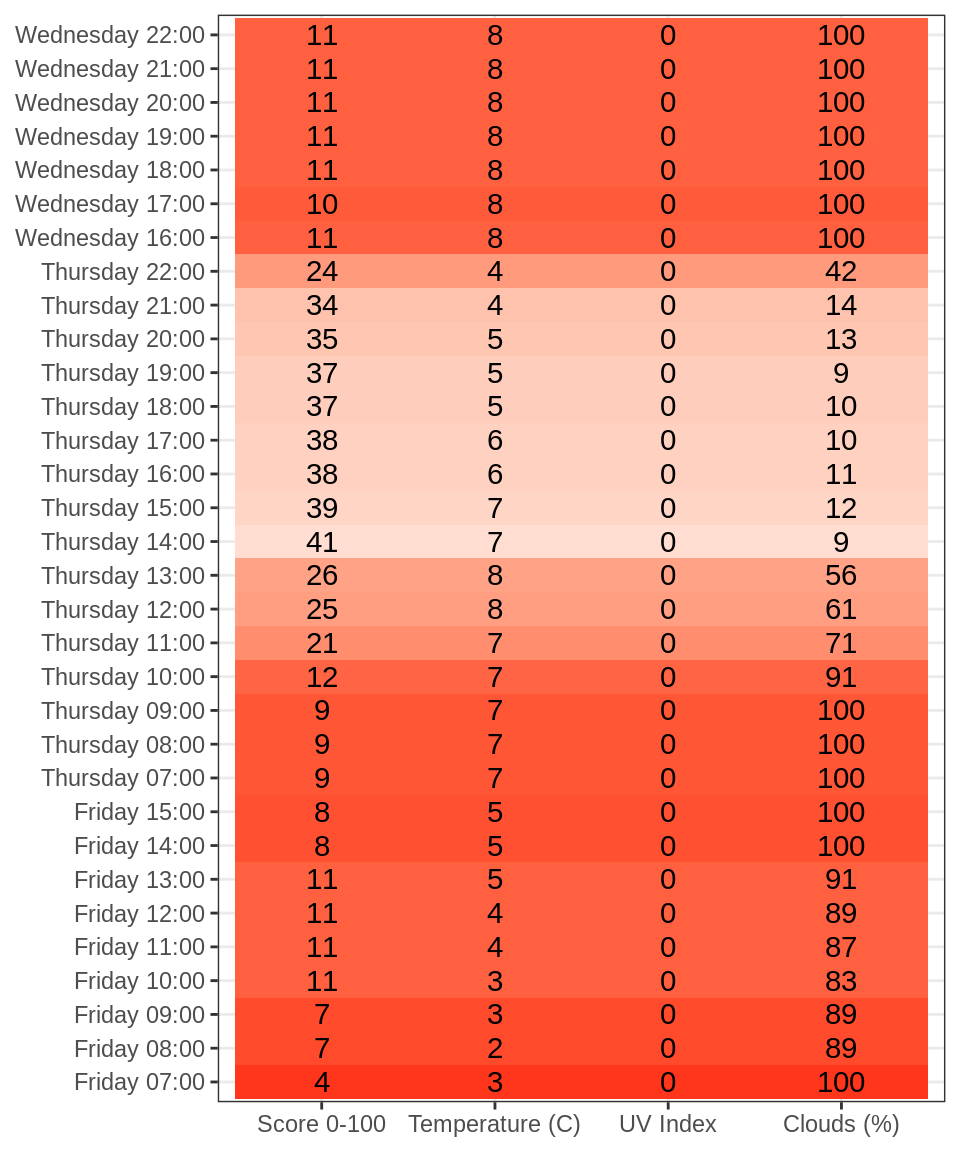 Wednesday 22:00 11 8 0 100
Wednesday 21:00 11 8 0 100
Wednesday 20:00 11 8 0 100
Wednesday 19:00 11 8 0 100
Wednesday 18:00 11 8 0 100
Wednesday 17:00 10 8 0 100
Wednesday 16:00 11 8 0 100
Thursday 22:00 24 4 0 42
Thursday 21:00 34 4 0 14
Thursday 20:00 35 5 0 13
Thursday 19:00 37 5 0 9
Thursday 18:00 37 5 0 10
Thursday 17:00 38 6 0 10
Thursday 16:00 38 6 0 11
Thursday 15:00 39 7 0 12
Thursday 14:00 41 7 0 9
Thursday 13:00 26 8 0 56
Thursday 12:00 25 8 0 61
Thursday 11:00 21 7 0 71
Thursday 10:00 12 7 0 91
Thursday 09:00 9 7 0 100
Thursday 08:00 9 7 0 100
Thursday 07:00 9 7 0 100
Friday 15:00 8 5 0 100
Friday 14:00 8 5 0 100
Friday 13:00 11 5 0 91
Friday 12:00 11 4 0 89
Friday 11:00 11 4 0 87
Friday 10:00 11 3 0 83
Friday 09:00 7 3 0 89
Friday 08:00 7 2 0 89
Friday 07:00 4 3 0 100
Score 0-100 Temperature (C) UV Index Clouds (%)